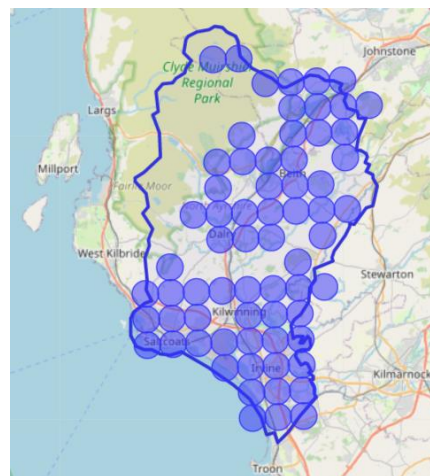 Johnstone
Clyde Muirshiel
Regional
Park
Largs
Millport
Fairlie Moor
Beith
Dalry
West Kilbride
Stewarton
Kilwinning
Saltcoats
Irvine
Kilmarnock
Troon